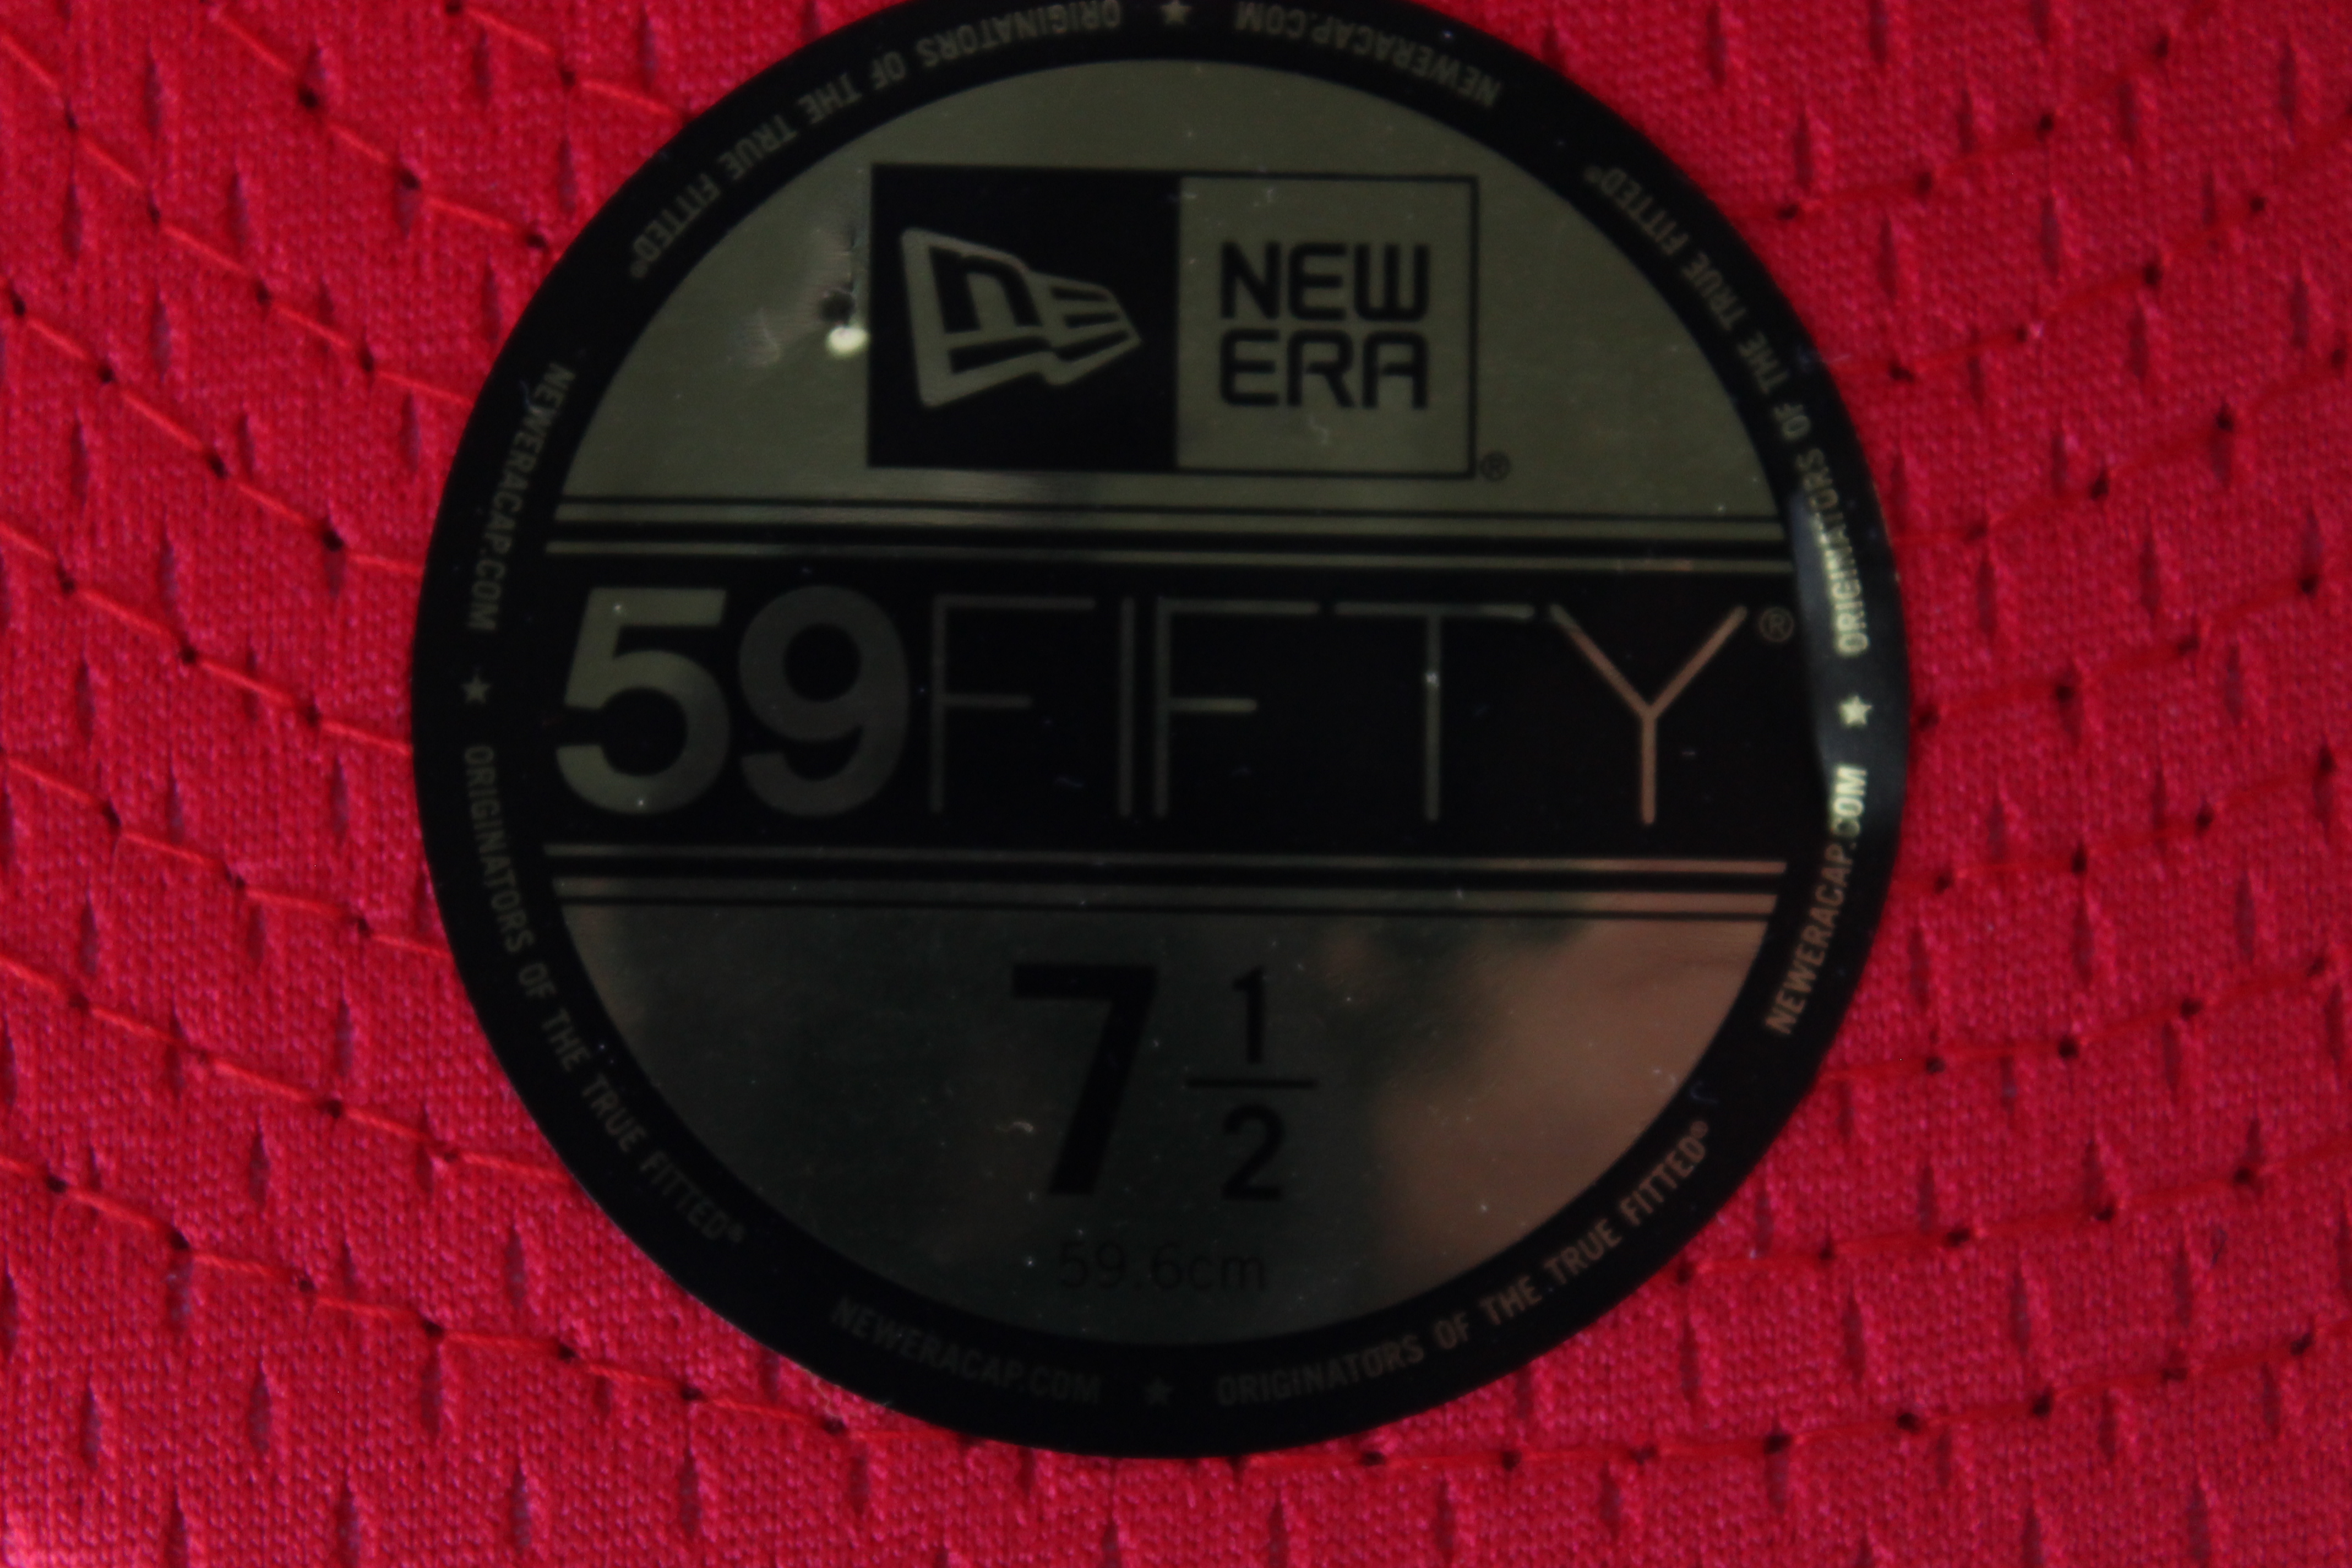 NEW
ERA
®
59FIFTY®
7 1/2
59.6cm
NEWERACAP.COM ★ ORIGINATORS OF THE TRUE FITTED®
NEWERACAP.COM ★ ORIGINATORS OF THE TRUE FITTED®
NEWERACAP.COM ★ ORIGINATORS OF THE TRUE FITTED®
NEWERACAP.COM ★ ORIGINATORS OF THE TRUE FITTED®